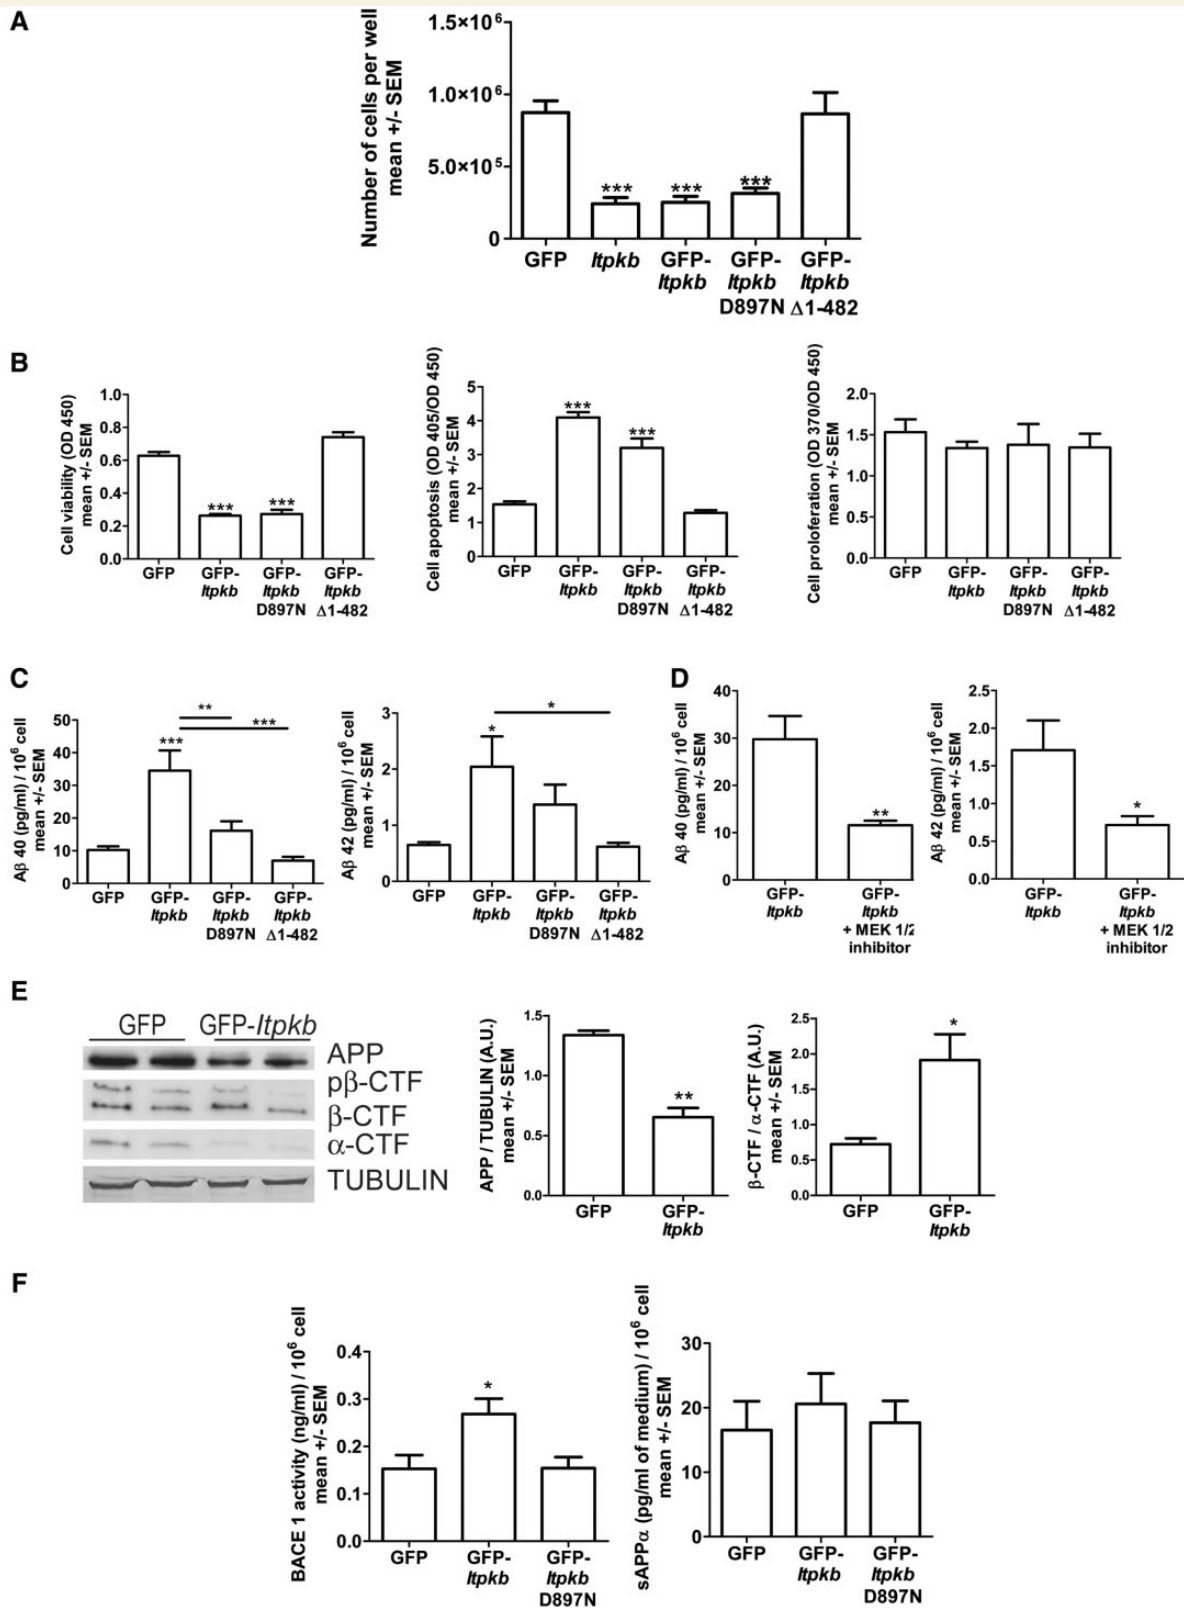 A
Number of cells per well
mean +/- SEM
1.5×10⁶
1.0×10⁶
5.0×10⁵
0
*** *** ***
GFP Itpkb GFP- GFP- GFP-
Itpkb Itpkb Itpkb
D897N Δ1-482
B
Cell viability (OD 450)
mean +/- SEM
1.0
0.8
0.6
0.4
0.2
0.0
*** ***
GFP GFP- GFP- GFP-
Itpkb Itpkb Itpkb
D897N Δ1-482
Cell apoptosis (OD 405/OD 450)
mean +/- SEM
5
4
3
2
1
0
*** ***
GFP GFP- GFP- GFP-
Itpkb Itpkb Itpkb
D897N Δ1-482
Cell proloferation (OD 370/OD 450)
mean +/- SEM
2.0
1.5
1.0
0.5
0.0
GFP GFP- GFP- GFP-
Itpkb Itpkb Itpkb
D897N Δ1-482
C
Aβ 40 (pg/ml) / 10⁶ cell
mean +/- SEM
50
40
30
20
10
0
**
***
***
GFP GFP- GFP- GFP-
Itpkb Itpkb Itpkb
D897N Δ1-482
Aβ 42 (pg/ml) / 10⁶ cell
mean +/- SEM
3
2
1
0
*
*
GFP GFP- GFP- GFP-
Itpkb Itpkb Itpkb
D897N Δ1-482
D
Aβ 40 (pg/ml) / 10⁶ cell
mean +/- SEM
40
30
20
10
0
**
GFP- GFP-
Itpkb Itpkb
+ MEK 1/2
inhibitor
Aβ 42 (pg/ml) / 10⁶ cell
mean +/- SEM
2.5
2.0
1.5
1.0
0.5
0.0
*
GFP- GFP-
Itpkb Itpkb
+ MEK 1/2
inhibitor
E
GFP GFP-Itpkb
APP
pβ-CTF
β-CTF
α-CTF
TUBULIN
APP / TUBULIN (A.U.)
mean +/- SEM
1.5
1.0
0.5
0.0
**
GFP GFP-
Itpkb
β-CTF / α-CTF (A.U.)
mean +/- SEM
2.5
2.0
1.5
1.0
0.5
0.0
*
GFP GFP-
Itpkb
F
BACE 1 activity (ng/ml) / 10⁶ cell
mean +/- SEM
0.4
0.3
0.2
0.1
0.0
*
GFP GFP- GFP-
Itpkb Itpkb
D897N
sAPPα (pg/ml of medium) / 10⁶ cell
mean +/- SEM
30
20
10
0
GFP GFP- GFP-
Itpkb Itpkb
D897N